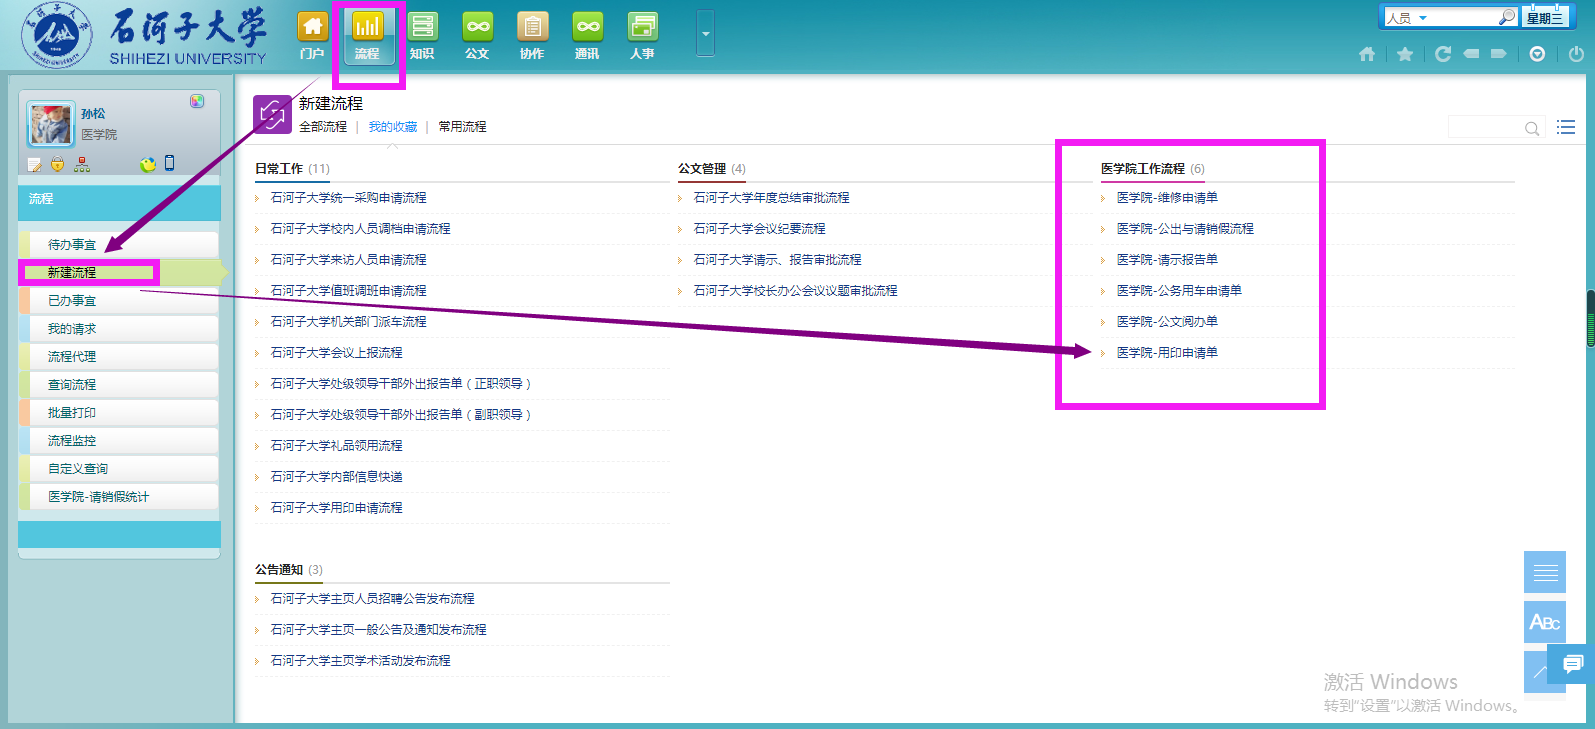 石河子大学
SHIHEZI UNIVERSITY
门户
流程
知识
公文
协作
通讯
人事
人员
星期三
孙松
医学院
流程
待办事宜
新建流程
已办事宜
我的请求
流程代理
查询流程
批量打印
流程监控
自定义查询
医学院-请销假统计
新建流程
全部流程 | 我的收藏 | 常用流程
日常工作 (11)
石河子大学统一采购申请流程
石河子大学校内人员调档申请流程
石河子大学来访人员申请流程
石河子大学值班调班申请流程
石河子大学机关部门派车流程
石河子大学会议上报流程
石河子大学处级领导干部外出报告单（正职领导）
石河子大学处级领导干部外出报告单（副职领导）
石河子大学礼品领用流程
石河子大学内部信息快递
石河子大学用印申请流程
公告通知 (3)
石河子大学主页人员招聘公告发布流程
石河子大学主页一般公告及通知发布流程
石河子大学主页学术活动发布流程
公文管理 (4)
石河子大学年度总结审批流程
石河子大学会议纪要流程
石河子大学请示、报告审批流程
石河子大学校长办公会议议题审批流程
医学院工作流程 (6)
医学院-维修申请单
医学院-公出与请销假流程
医学院-请示报告单
医学院-公务用车申请单
医学院-公文阅办单
医学院-用印申请单
ABC
激活 Windows
转到"设置"以激活 Windows。